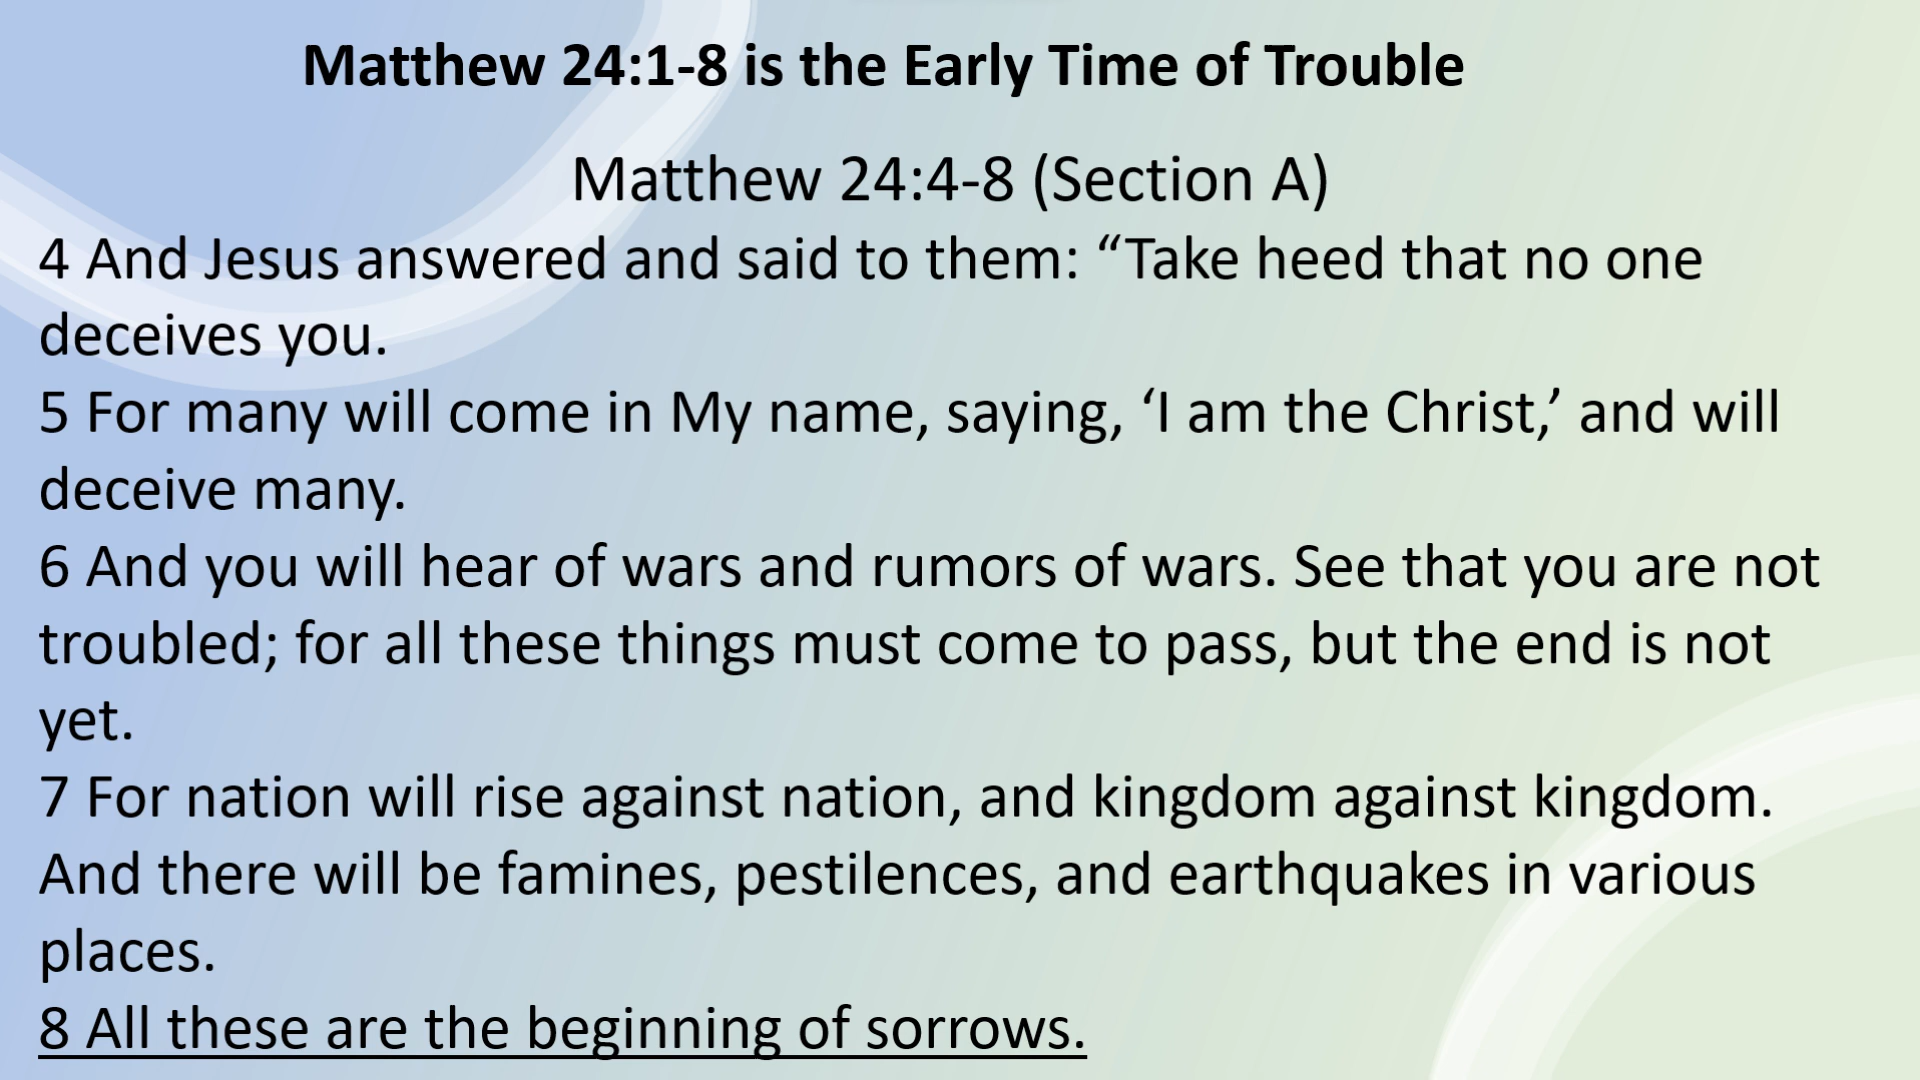 Matthew 24:1-8 is the Early Time of Trouble
Matthew 24:4-8 (Section A)
4 And Jesus answered and said to them: “Take heed that no one
deceives you.
5 For many will come in My name, saying, ‘I am the Christ,’ and will
deceive many.
6 And you will hear of wars and rumors of wars. See that you are not
troubled; for all these things must come to pass, but the end is not
yet.
7 For nation will rise against nation, and kingdom against kingdom.
And there will be famines, pestilences, and earthquakes in various
places.
8 All these are the beginning of sorrows.